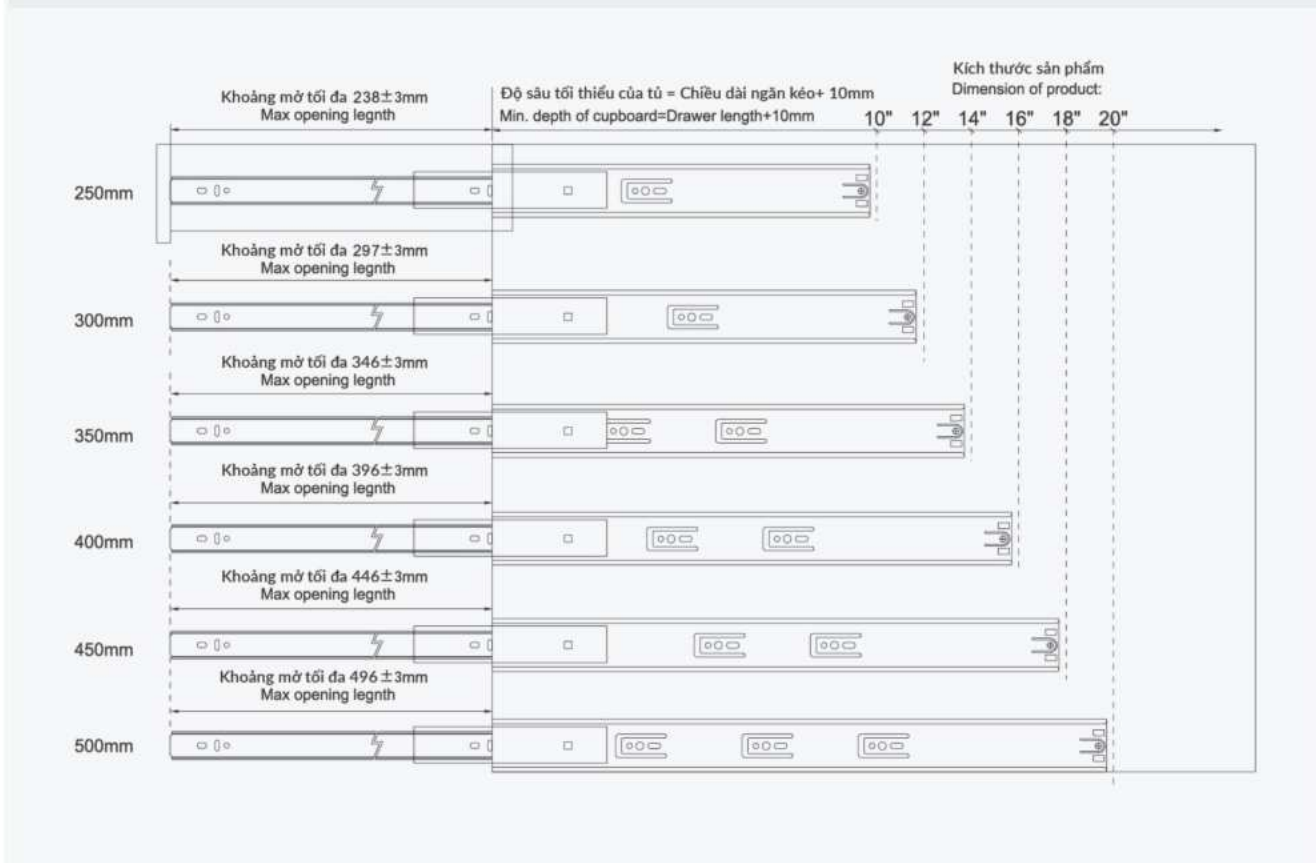 Kích thước sản phẩm
Dimension of product:
Khoảng mở tối đa 238±3mm
Max opening legnth
Độ sâu tối thiểu của tủ = Chiều dài ngăn kéo+ 10mm
Min. depth of cupboard=Drawer length+10mm
10" 12" 14" 16" 18" 20"
250mm
Khoảng mở tối đa 297±3mm
Max opening legnth
300mm
Khoảng mở tối đa 346±3mm
Max opening legnth
350mm
Khoảng mở tối đa 396±3mm
Max opening legnth
400mm
Khoảng mở tối đa 446±3mm
Max opening legnth
450mm
Khoảng mở tối đa 496±3mm
Max opening legnth
500mm